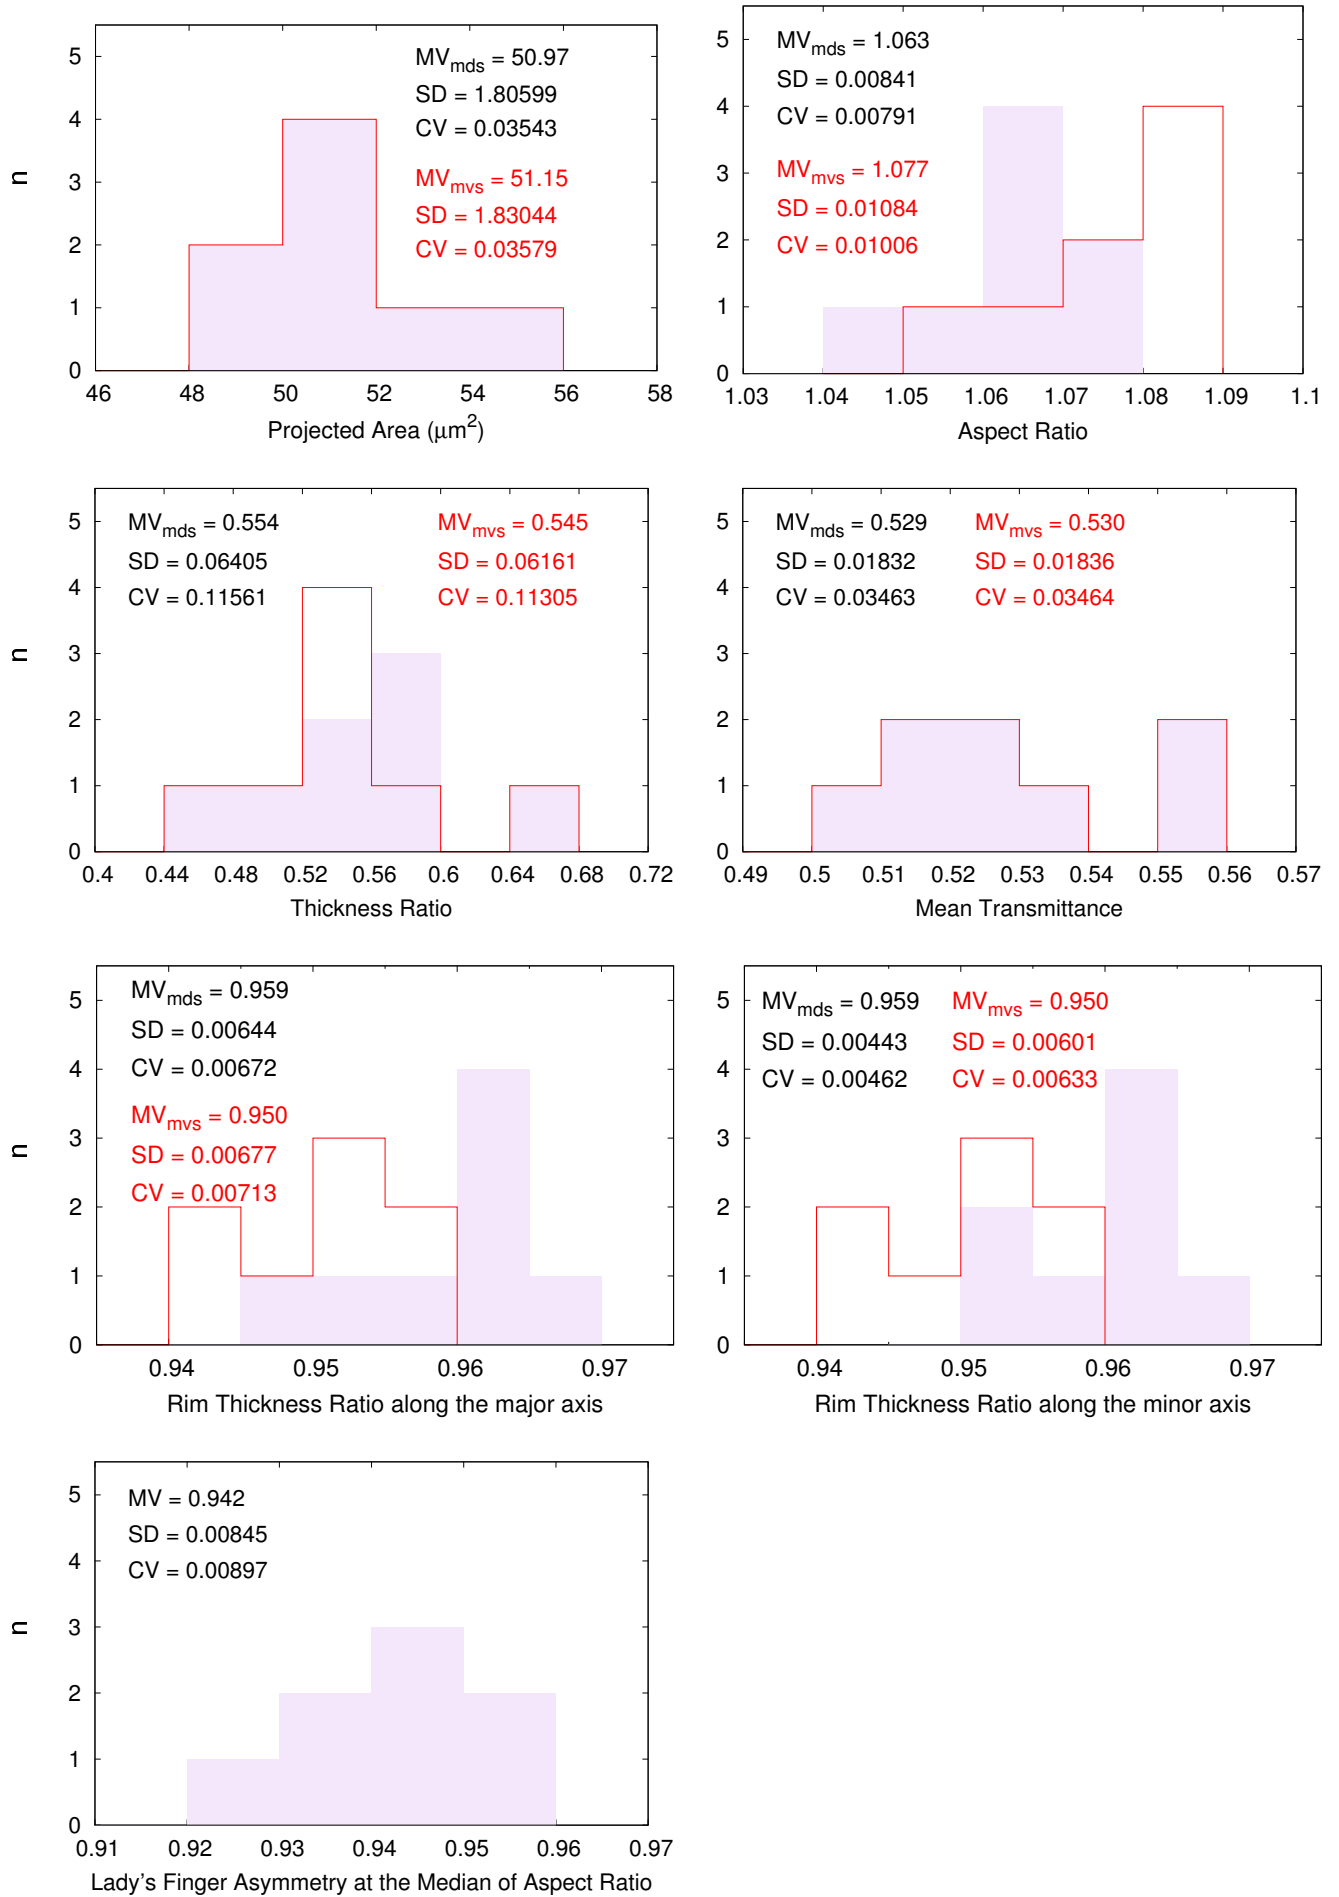 5
4
3
2
1
0
n
MVmds = 50.97
SD = 1.80599
CV = 0.03543
MVmvs = 51.15
SD = 1.83044
CV = 0.03579
46 48 50 52 54 56 58
Projected Area (μm²)
5
4
3
2
1
0
MVmds = 1.063
SD = 0.00841
CV = 0.00791
MVmvs = 1.077
SD = 0.01084
CV = 0.01006
1.03 1.04 1.05 1.06 1.07 1.08 1.09 1.1
Aspect Ratio
5
4
3
2
1
0
n
MVmds = 0.554
SD = 0.06405
CV = 0.11561
MVmvs = 0.545
SD = 0.06161
CV = 0.11305
0.4 0.44 0.48 0.52 0.56 0.6 0.64 0.68 0.72
Thickness Ratio
5
4
3
2
1
0
MVmds = 0.529
SD = 0.01832
CV = 0.03463
MVmvs = 0.530
SD = 0.01836
CV = 0.03464
0.49 0.5 0.51 0.52 0.53 0.54 0.55 0.56 0.57
Mean Transmittance
5
4
3
2
1
0
n
MVmds = 0.959
SD = 0.00644
CV = 0.00672
MVmvs = 0.950
SD = 0.00677
CV = 0.00713
0.94 0.95 0.96 0.97
Rim Thickness Ratio along the major axis
5
4
3
2
1
0
MVmds = 0.959
SD = 0.00443
CV = 0.00462
MVmvs = 0.950
SD = 0.00601
CV = 0.00633
0.94 0.95 0.96 0.97
Rim Thickness Ratio along the minor axis
5
4
3
2
1
0
n
MV = 0.942
SD = 0.00845
CV = 0.00897
0.91 0.92 0.93 0.94 0.95 0.96 0.97
Lady's Finger Asymmetry at the Median of Aspect Ratio